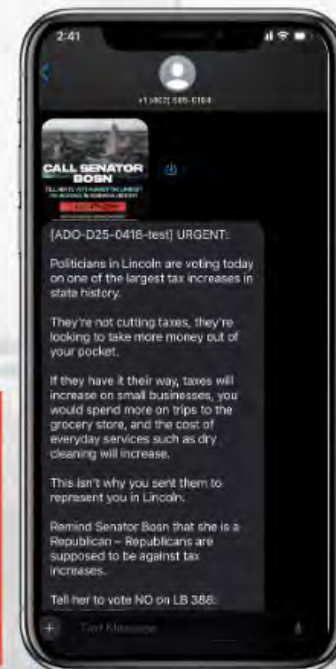 2:41
CALL SENATOR
BOSN
[ADO-D25-0418-test] URGENT:
Politicians in Lincoln are voting today
on one of the largest tax increases in
state history.
They're not cutting taxes, they're
looking to take more money out of
your pocket.
If they have it their way, taxes will
increase on small businesses, you
would spend more on trips to the
grocery store, and the cost of
everyday services such as dry
cleaning will increase.
This isn't why you sent them to
represent you in Lincoln.
Remind Senator Bosn that she is a
Republican – Republicans are
supposed to be against tax
increases.
Tell her to vote NO on LB 388:
Text Message